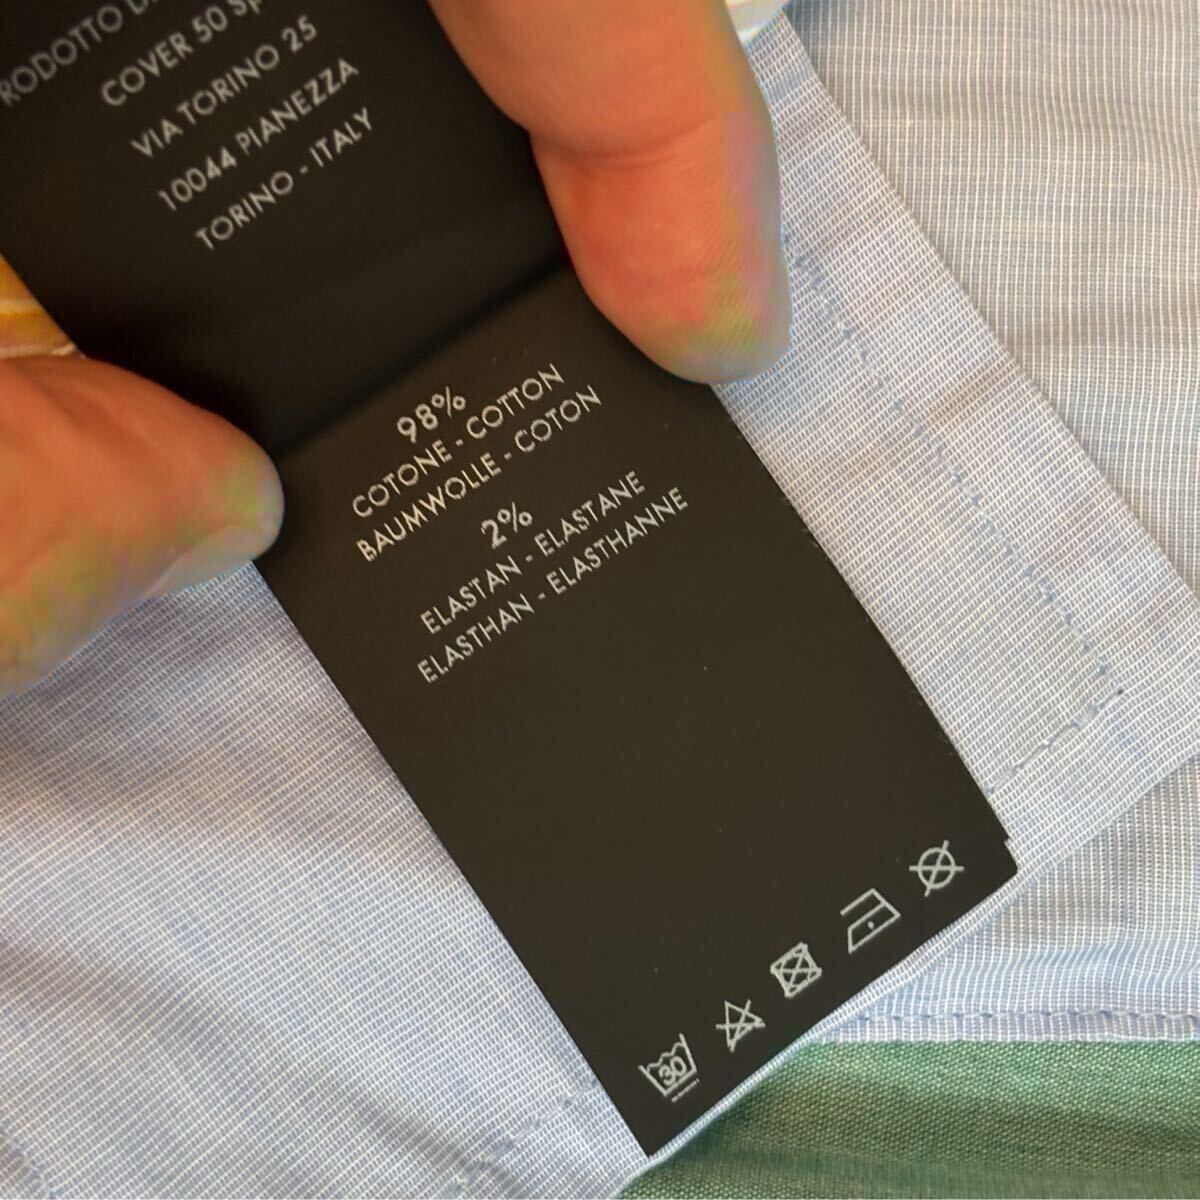 COVER 50
VIA TORINO 25
10044 PIANEZZA
TORINO - ITALY
98%
COTONE - COTTON
BAUMWOLLE - COTON
2%
ELASTAN - ELASTANE
ELASTHAN - ELASTHANNE
30